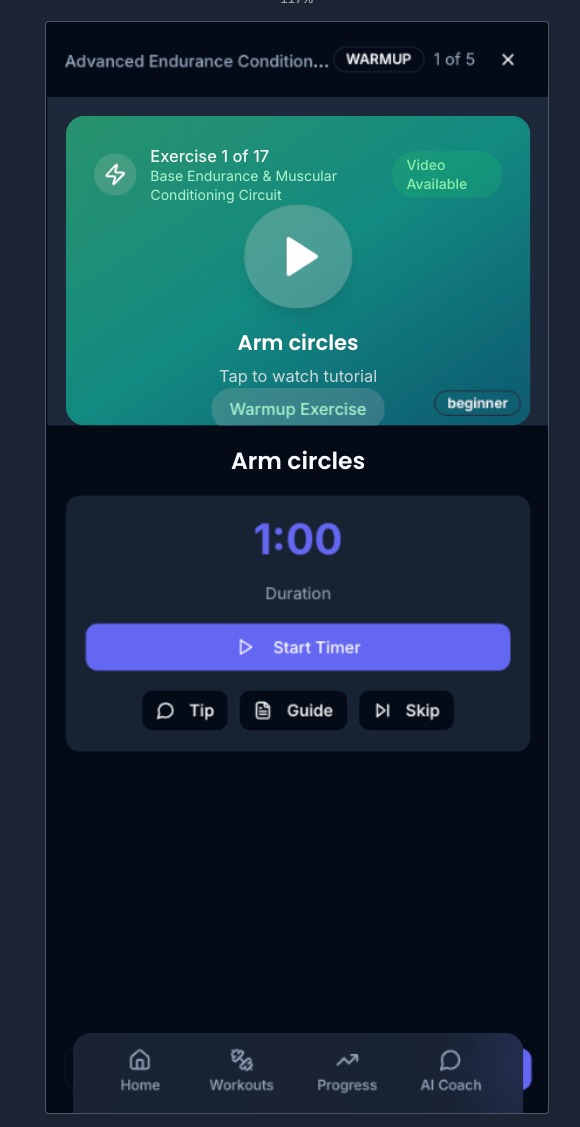 Advanced Endurance Condition... WARMUP 1 of 5
Exercise 1 of 17
Base Endurance & Muscular
Conditioning Circuit
Video
Available
Arm circles
Tap to watch tutorial
Warmup Exercise
beginner
Arm circles
1:00
Duration
Start Timer
Tip Guide Skip
Home Workouts Progress AI Coach